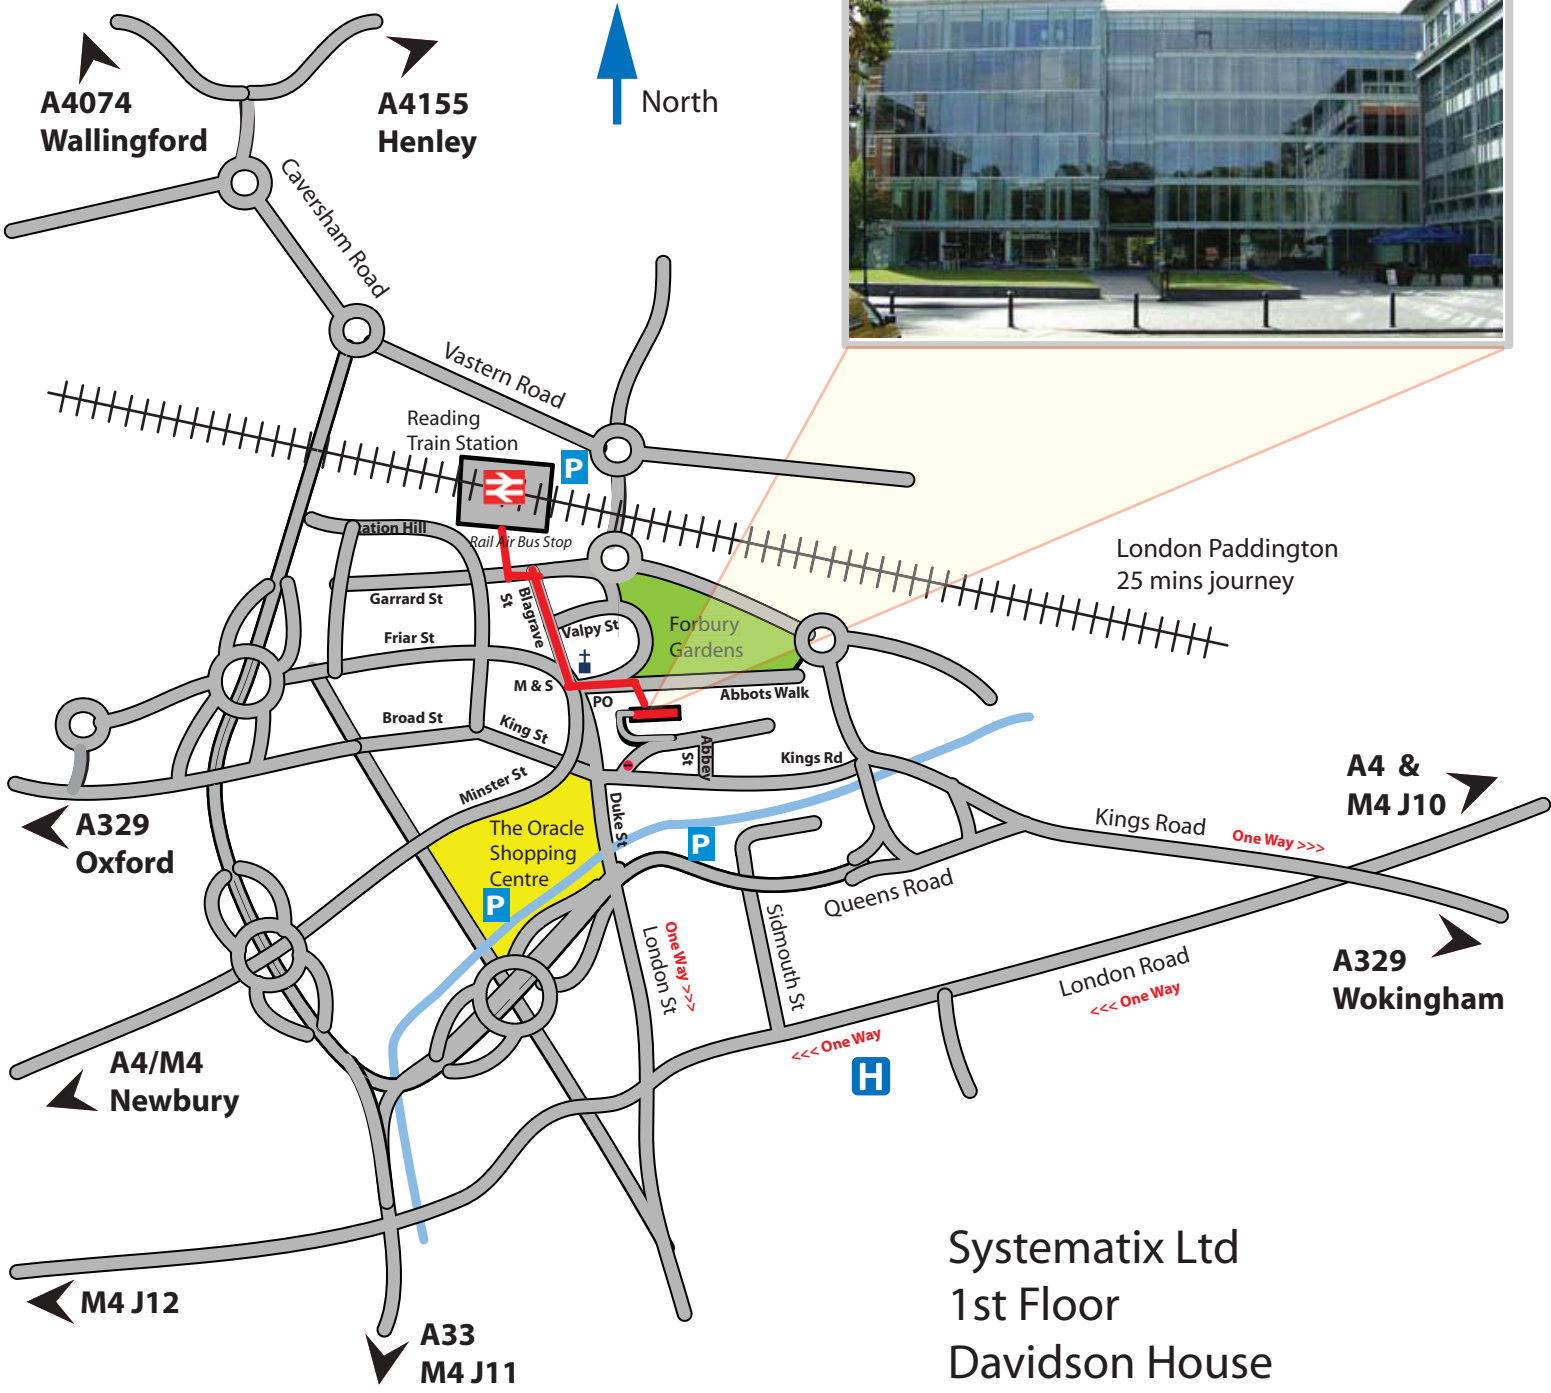 A4074
Wallingford
A4155
Henley
North
Caversham Road
Vastern Road
Reading
Train Station
P
London Paddington
25 mins journey
ation Hill
Rail Air Bus Stop
Garrard St
Blagrave
St
Valpy St
Forbury
Gardens
Friar St
M & S
PO
Abbots Walk
Broad St
King St
Abbey
St
Kings Rd
Minster St
A329
Oxford
The Oracle
Shopping
Centre
P
Duke St
P
A4 &
M4 J10
Kings Road
One Way >>>
Queens Road
Sidmouth St
London St
One Way >>>
London Road
<<< One Way
<<< One Way
A329
Wokingham
H
A4/M4
Newbury
M4 J12
A33
M4 J11
Systematix Ltd
1st Floor
Davidson House